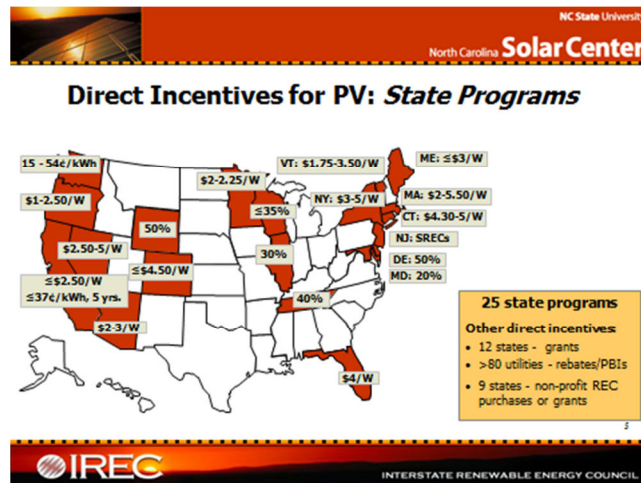 NC State University
North Carolina Solar Center
Direct Incentives for PV: State Programs
15 - 54¢/kWh
$1-2.50/W
50%
$2.50-5/W
≤$2.50/W
≤37¢/kWh, 5 yrs.
$2-3/W
≤$4.50/W
$2-2.25/W
≤35%
30%
40%
$4/W
VT: $1.75-3.50/W
NY: $3-5/W
ME: ≤$3/W
MA: $2-5.50/W
CT: $4.30-5/W
NJ: SRECs
DE: 50%
MD: 20%
25 state programs
Other direct incentives:
• 12 states - grants
• >80 utilities - rebates/PBIs
• 9 states - non-profit REC
purchases or grants
5
IREC
INTERSTATE RENEWABLE ENERGY COUNCIL